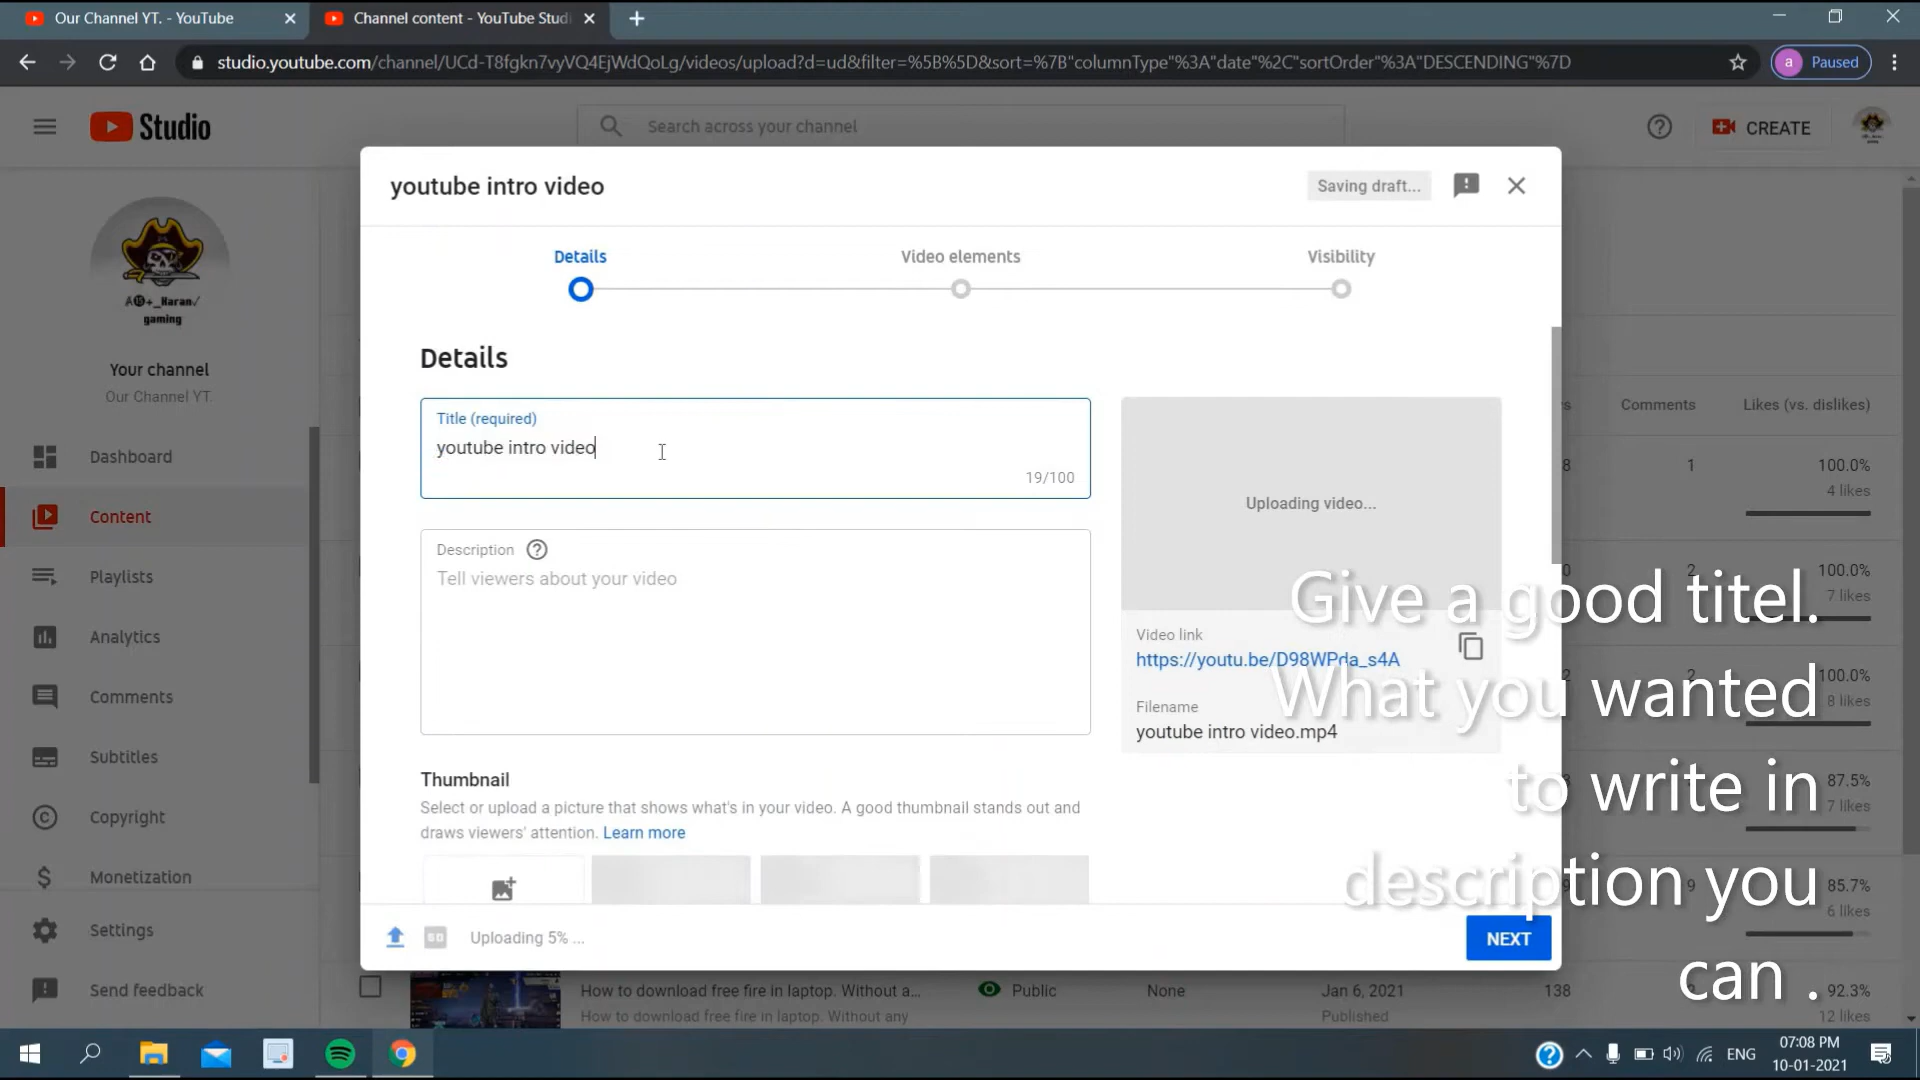 Our Channel YT. - YouTube
Channel content - YouTube Studi
studio.youtube.com/channel/UCd-T8fgkn7vyVQ4EjWdQoLg/videos/upload?d=ud&filter=%5B%5D&sort=%7B"columnType"%3A"date"%2C"sortOrder"%3A"DESCENDING"%7D
a Paused
Studio
Search across your channel
CREATE
youtube intro video
Saving draft...
Details
Video elements
Visibility
gaming
Your channel
Our Channel YT.
Dashboard
Content
Playlists
Analytics
Comments
Subtitles
Copyright
Monetization
Settings
Send feedback
Details
Title (required)
youtube intro video
19/100
Description
Tell viewers about your video
Thumbnail
Select or upload a picture that shows what's in your video. A good thumbnail stands out and
draws viewers' attention. Learn more
Uploading video...
Video link
https://youtu.be/D98WPda_s4A
Filename
youtube intro video.mp4
SD
Uploading 5% ...
NEXT
Comments
Likes (vs. dislikes)
1
100.0%
4 likes
2
100.0%
7 likes
2
100.0%
8 likes
87.5%
7 likes
9
85.7%
6 likes
Give a good titel.
What you wanted
to write in
description you
can .
How to download free fire in laptop. Without a...
How to download free fire in laptop. Without any
Public
None
Jan 6, 2021
Published
138
92.3%
12 likes
ENG
07:08 PM
10-01-2021